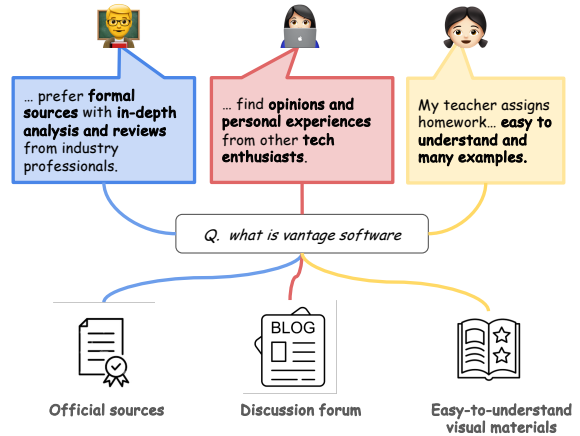 … prefer formal
sources with in-depth
analysis and reviews
from industry
professionals.
… find opinions and
personal experiences
from other tech
enthusiasts.
My teacher assigns
homework… easy to
understand and
many examples.
Q. what is vantage software
BLOG
Official sources
Discussion forum
Easy-to-understand
visual materials